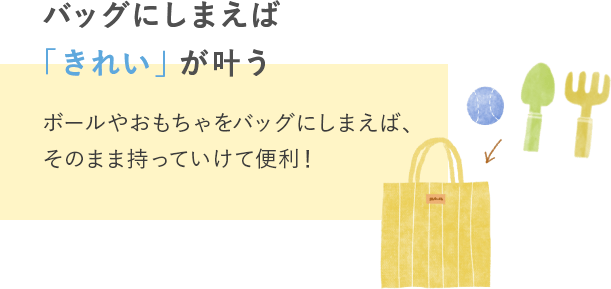 バッグにしまえば
「きれい」が叶う
ボールやおもちゃをバッグにしまえば、
そのまま持っていけて便利！